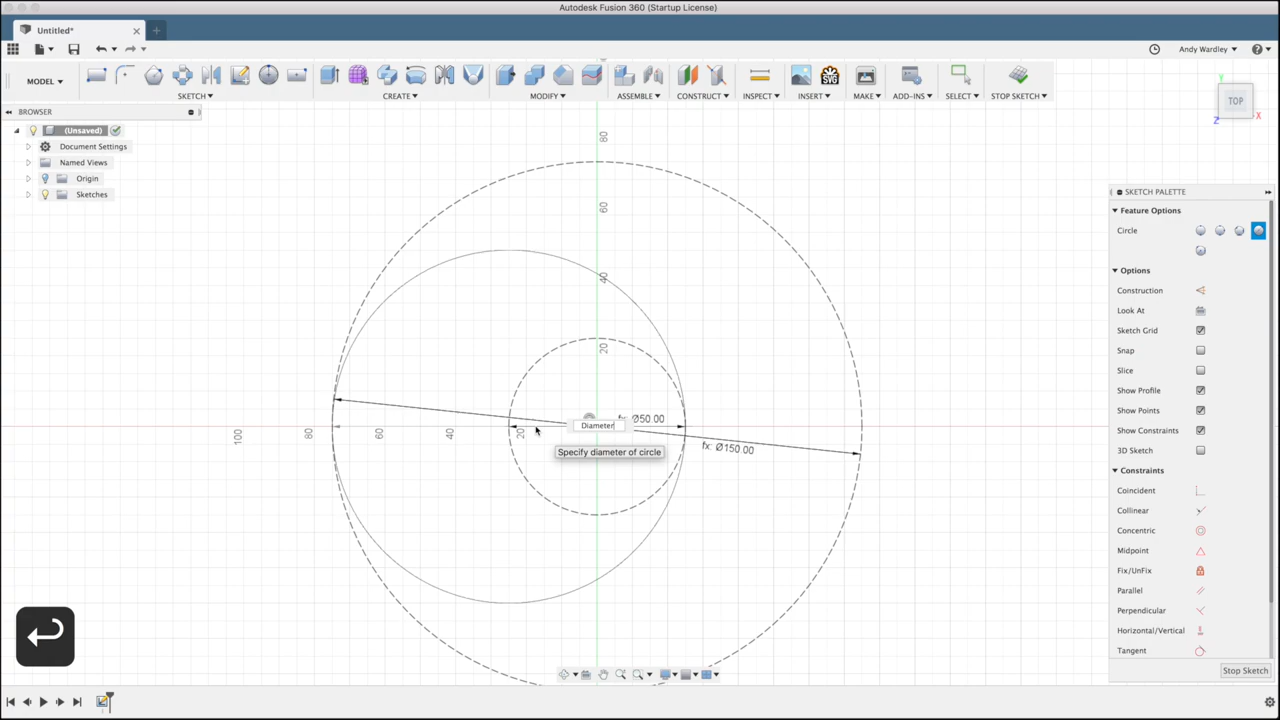 Autodesk Fusion 360 (Startup License)
Untitled*
Andy Wardley
MODEL
SKETCH
CREATE
MODIFY
ASSEMBLE
CONSTRUCT
INSPECT
SVG
INSERT
MAKE
ADD-INS
SELECT
STOP SKETCH
BROWSER
(Unsaved)
Document Settings
Named Views
Origin
Sketches
TOP
Y
X
Z
80
60
40
20
100
80
60
40
20
fx: Ø50.00
fx: Ø150.00
Diameter
Specify diameter of circle
SKETCH PALETTE
Feature Options
Circle
Options
Construction
Look At
Sketch Grid
Snap
Slice
Show Profile
Show Points
Show Constraints
3D Sketch
Constraints
Coincident
Collinear
Concentric
Midpoint
Fix/UnFix
Parallel
Perpendicular
Horizontal/Vertical
Tangent
Stop Sketch